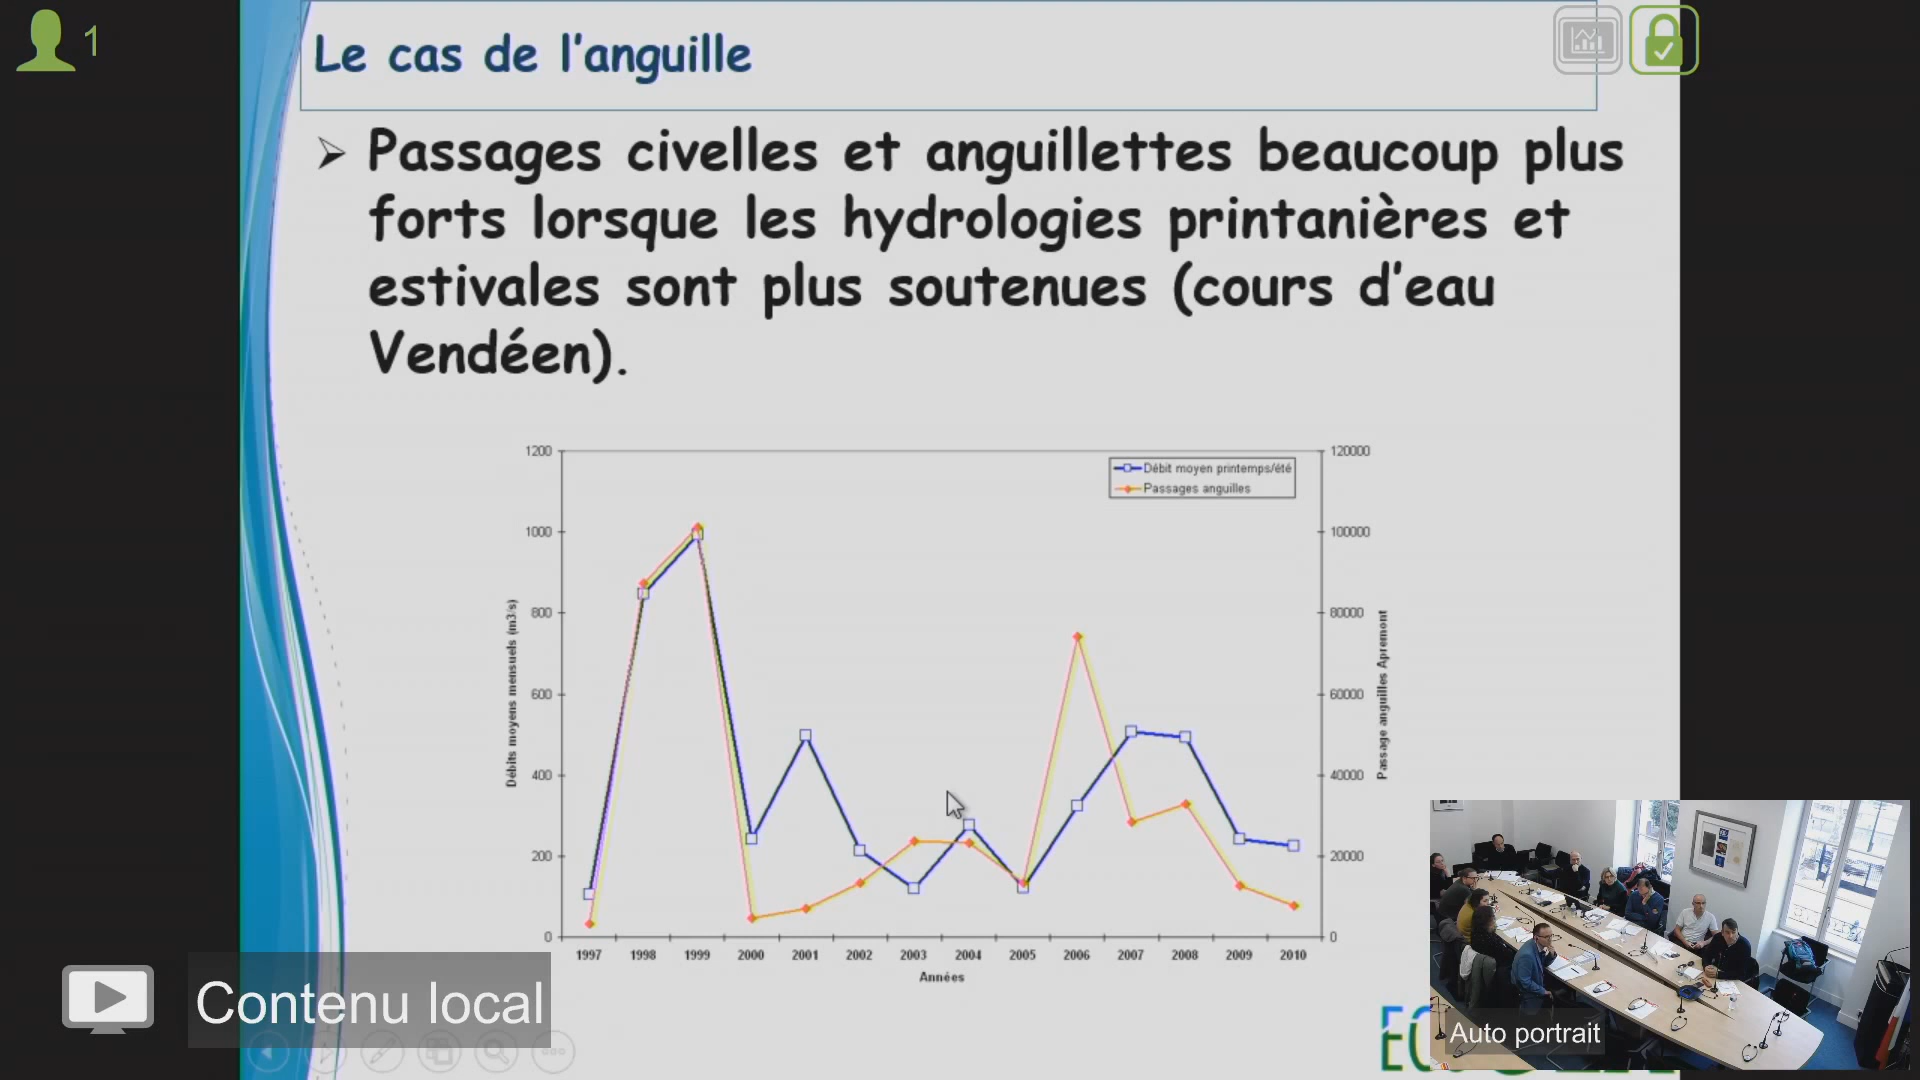 1
Le cas de l'anguille
➢ Passages civelles et anguillettes beaucoup plus
forts lorsque les hydrologies printanières et
estivales sont plus soutenues (cours d'eau
Vendéen).
Débit moyen printemps/été
Passages anguilles
1200
1000
800
600
400
200
0
Débits moyens mensuels (m3/s)
120000
100000
80000
60000
40000
20000
0
Passage anguilles Apremont
1997 1998 1999 2000 2001 2002 2003 2004 2005 2006 2007 2008 2009 2010
Années
Contenu local
Auto portrait